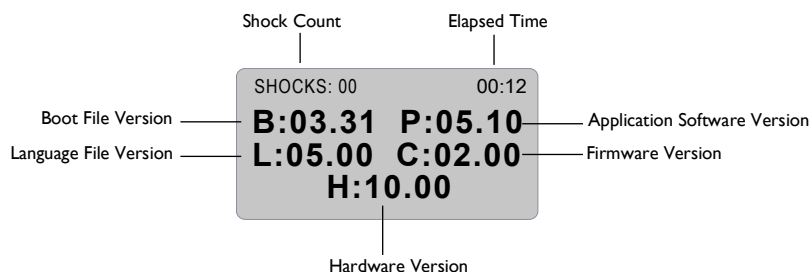 Shock Count
Elapsed Time
SHOCKS: 00
00:12
Boot File Version
B:03.31
P:05.10
Application Software Version
Language File Version
L:05.00
C:02.00
Firmware Version
H:10.00
Hardware Version